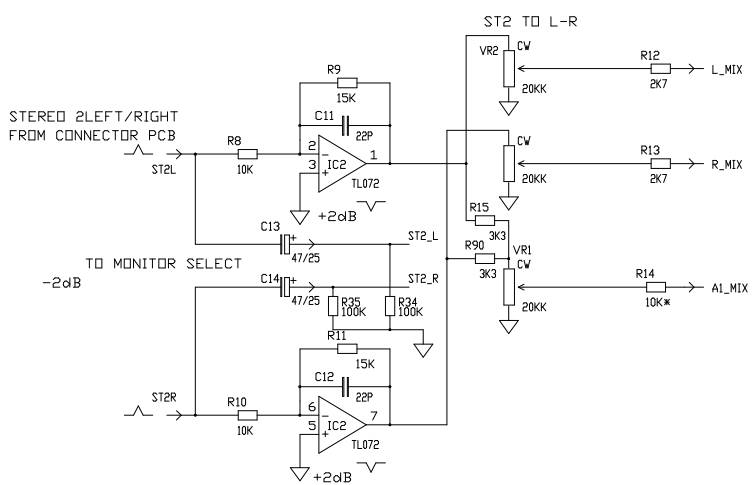 ST2 TO L-R
R9
15K
C11
22P
VR2
CW
20KK
R12
2K7
L_MIX
STEREO 2LEFT/RIGHT
FROM CONNECTOR PCB
ST2L
R8
10K
2
3
-
+
IC2
1
TL072
+2dB
CW
20KK
R13
2K7
R_MIX
R15
3K3
C13
+
47/25
ST2_L
TO MONITOR SELECT
R90
3K3
VR1
CW
20KK
R14
10K*
A1_MIX
-2dB
C14
+
47/25
ST2_R
R35
100K
R34
100K
R11
15K
C12
22P
ST2R
R10
10K
6
5
-
+
IC2
7
TL072
+2dB